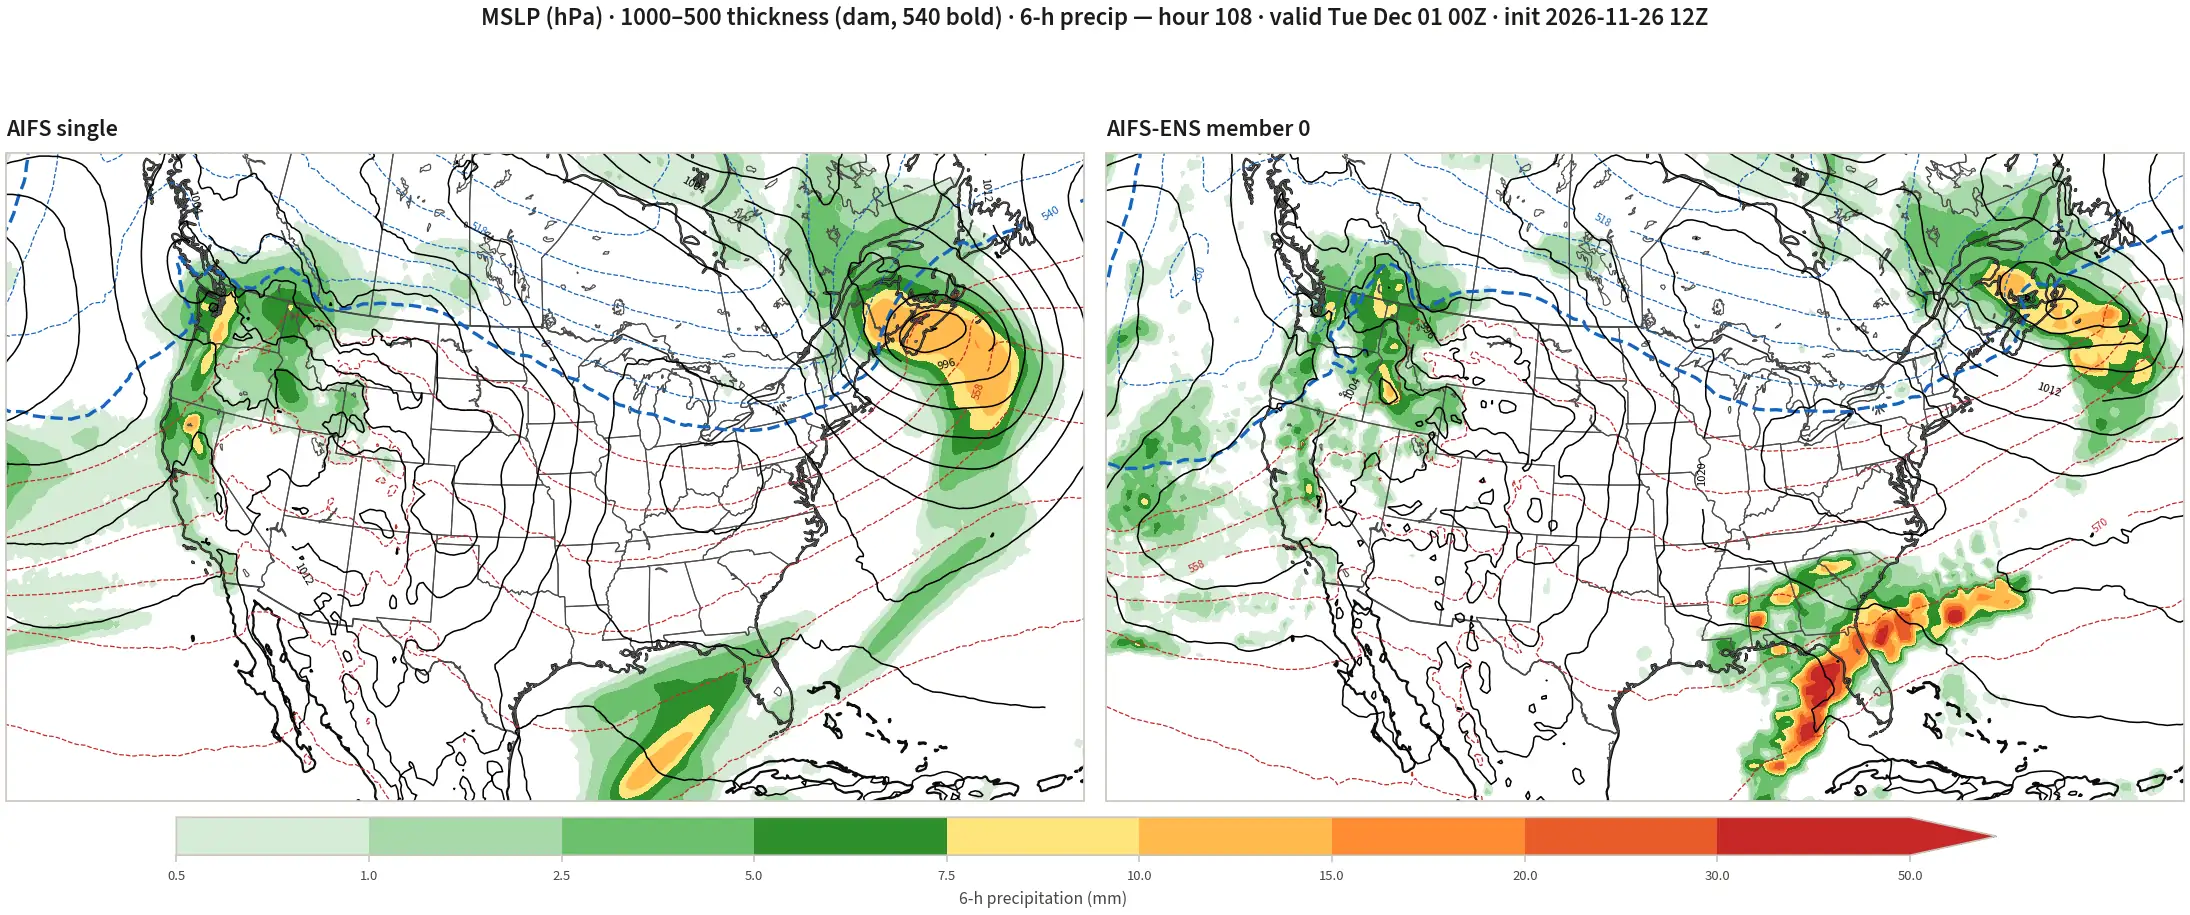 MSLP (hPa) · 1000–500 thickness (dam, 540 bold) · 6-h precip — hour 108 · valid Tue Dec 01 00Z · init 2026-11-26 12Z
AIFS single
AIFS-ENS member 0
1012
540
518
996
558
1012
518
540
1004
1012
1020
558
570
0.5 1.0 2.5 5.0 7.5 10.0 15.0 20.0 30.0 50.0
6-h precipitation (mm)